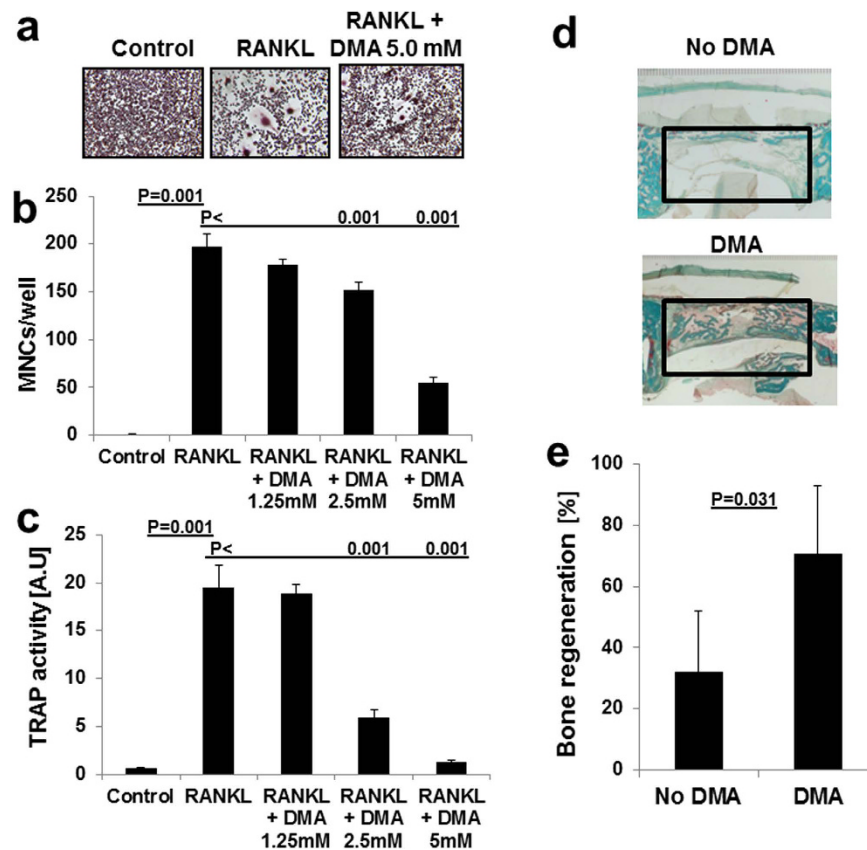 a
Control
RANKL
RANKL +
DMA 5.0 mM
b
MNCs/well
250
200
150
100
50
0
P=0.001
P<
0.001
0.001
Control
RANKL
RANKL
+ DMA
1.25mM
RANKL
+ DMA
2.5mM
RANKL
+ DMA
5mM
c
TRAP activity [A.U]
25
20
15
10
5
0
P=0.001
P<
0.001
0.001
Control
RANKL
RANKL
+ DMA
1.25mM
RANKL
+ DMA
2.5mM
RANKL
+ DMA
5mM
d
No DMA
DMA
e
Bone regeneration [%]
100
80
60
40
20
0
P=0.031
No DMA
DMA